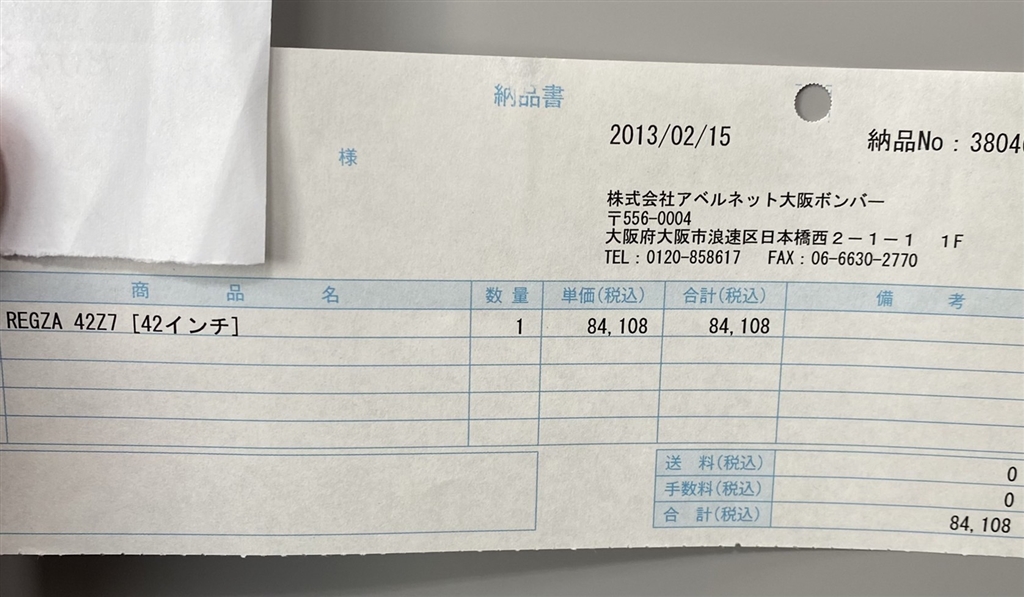 納品書
2013/02/15
納品No：3804
様
株式会社アベルネット大阪ボンバー
〒556-0004
大阪府大阪市浪速区日本橋西２－１－１ 1F
TEL：0120-858617 FAX：06-6630-2770
商 品 名 数 量 単価(税込) 合計(税込) 備 考
REGZA 42Z7 [42インチ] 1 84,108 84,108
送 料(税込) 0
手数料(税込) 0
合 計(税込) 84,108